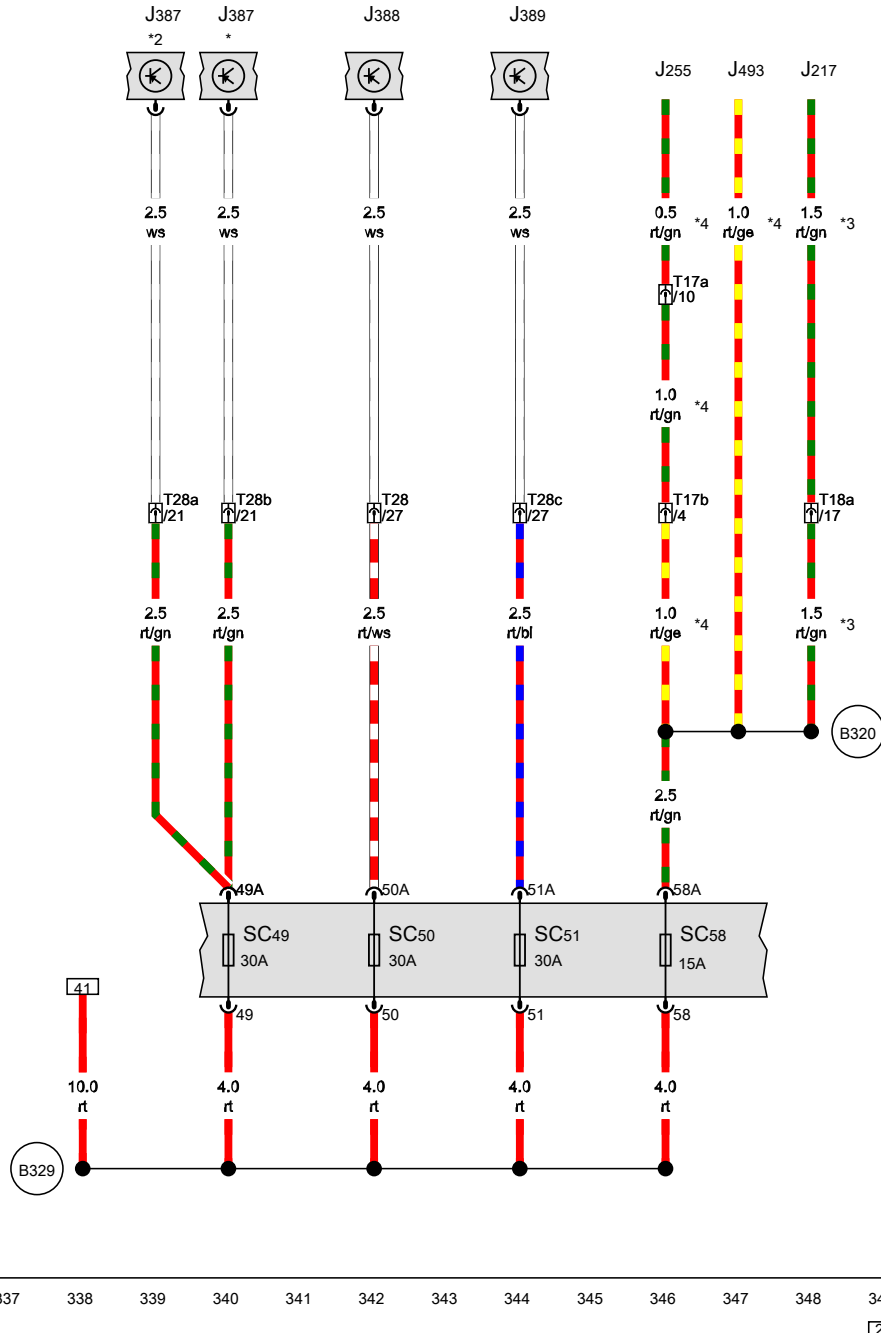 J387 J387 J388 J389
*2 *
J255 J493 J217
2.5 2.5 2.5 2.5 0.5 1.0 1.5
ws ws ws ws rt/gn *4 rt/ge *4 rt/gn *3
T17a
/10
1.0
rt/gn *4
T28a T28b T28 T28c T17b T18a
/21 /21 /27 /27 /4 /17
2.5 2.5 2.5 2.5 1.0 1.5
rt/gn rt/gn rt/ws rt/bl rt/ge *4 rt/gn *3
B320
2.5
rt/gn
49A 50A 51A 58A
SC49 SC50 SC51 SC58
30A 30A 30A 15A
41
49 50 51 58
10.0 4.0 4.0 4.0 4.0
rt rt rt rt rt
B329
337 338 339 340 341 342 343 344 345 346 347 348